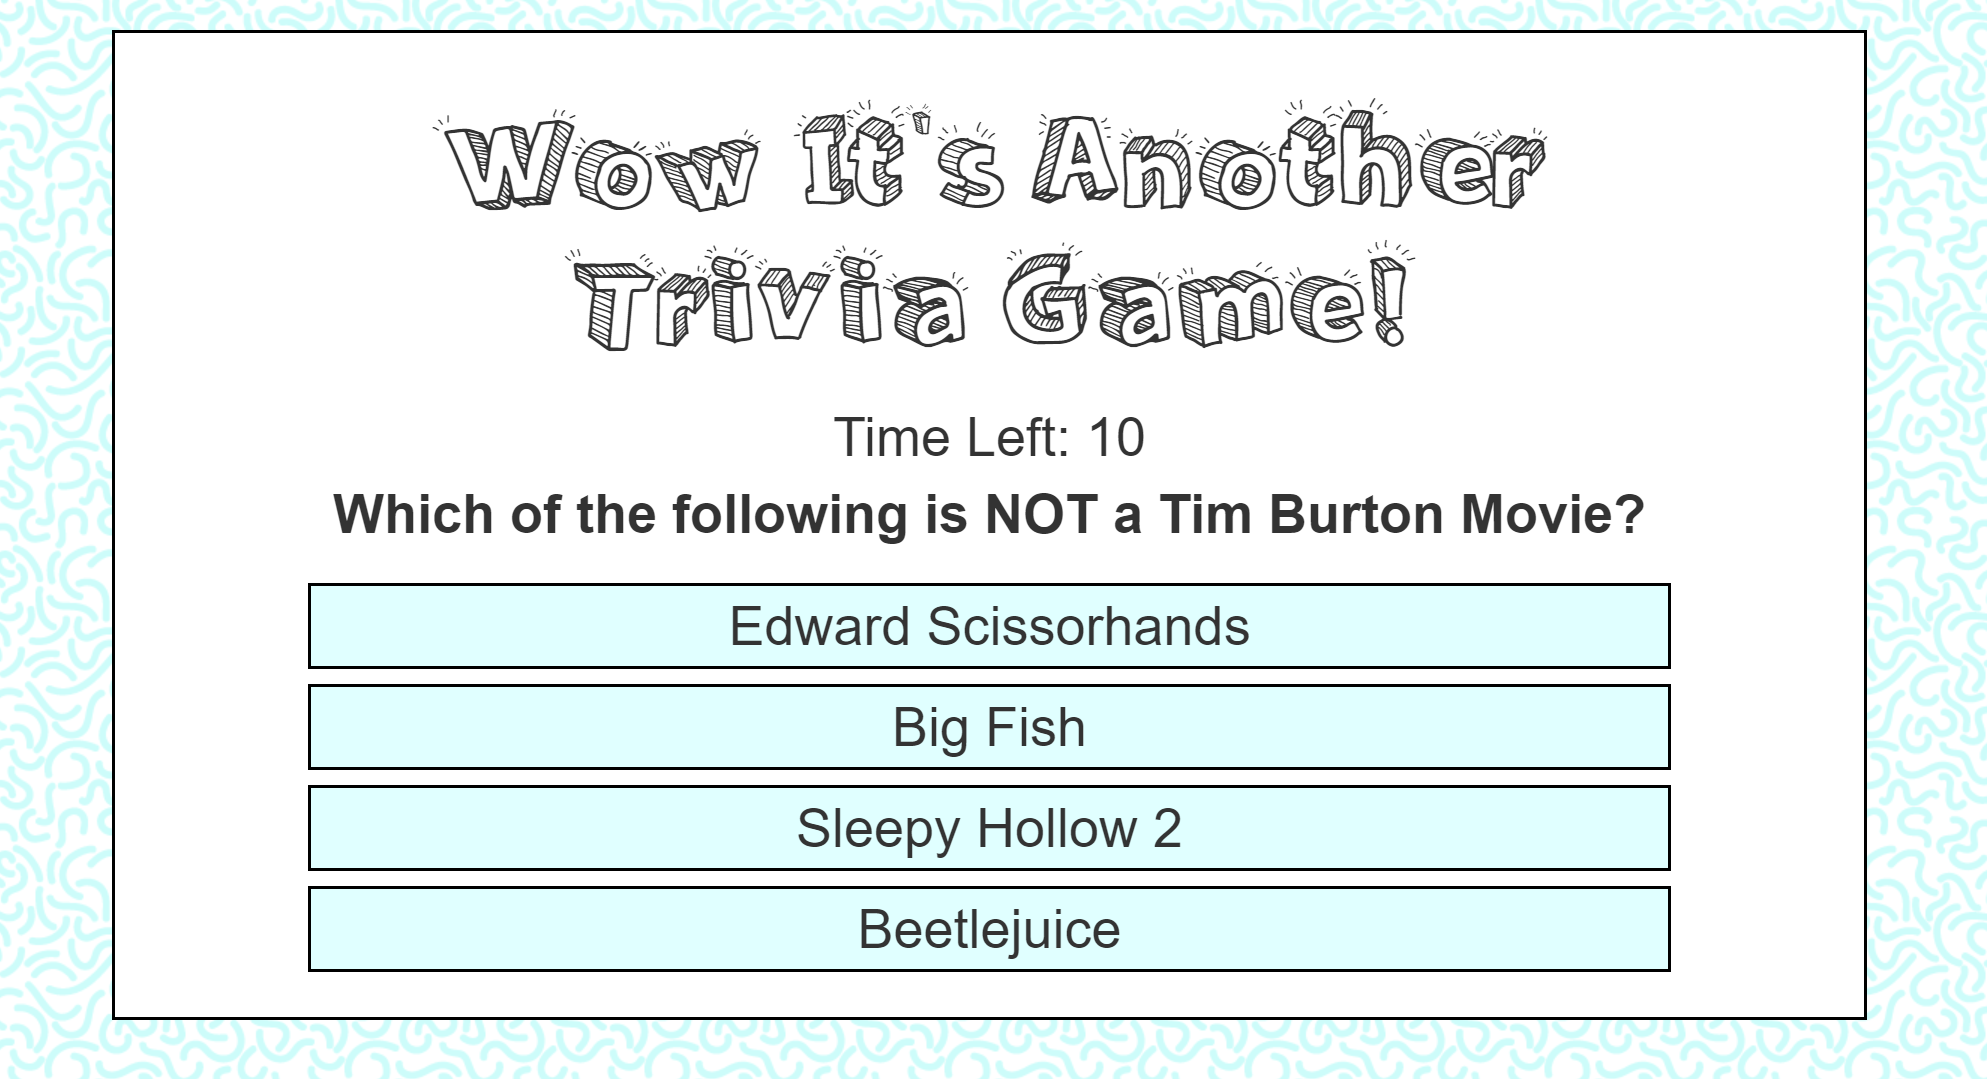 Wow It's Another
Trivia Game!
Time Left: 10
Which of the following is NOT a Tim Burton Movie?
Edward Scissorhands
Big Fish
Sleepy Hollow 2
Beetlejuice